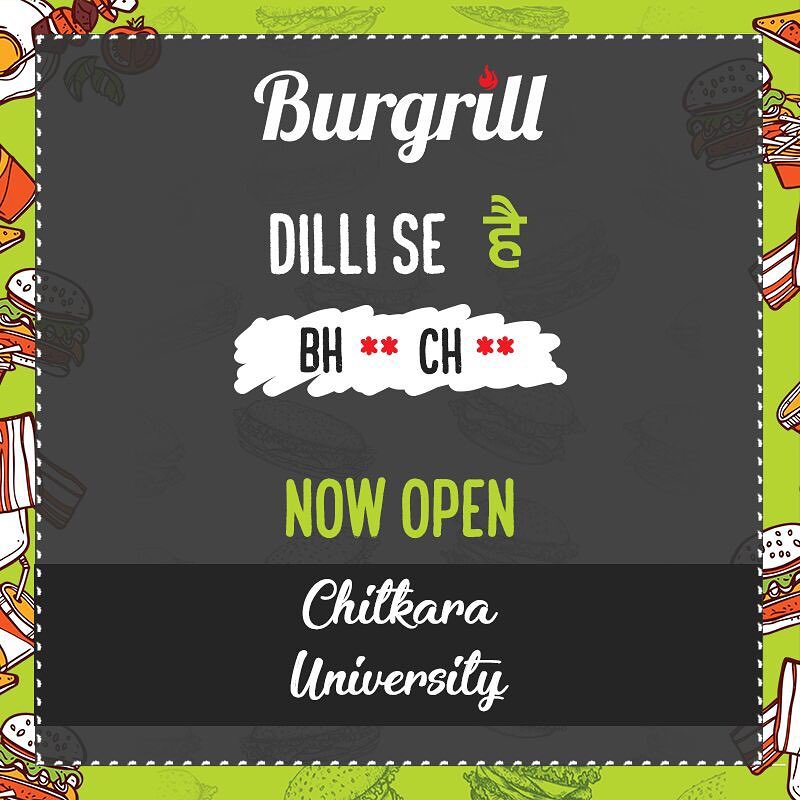 Burgrill
DILLI SE है
BH ** CH **
NOW OPEN
Chitkara
University